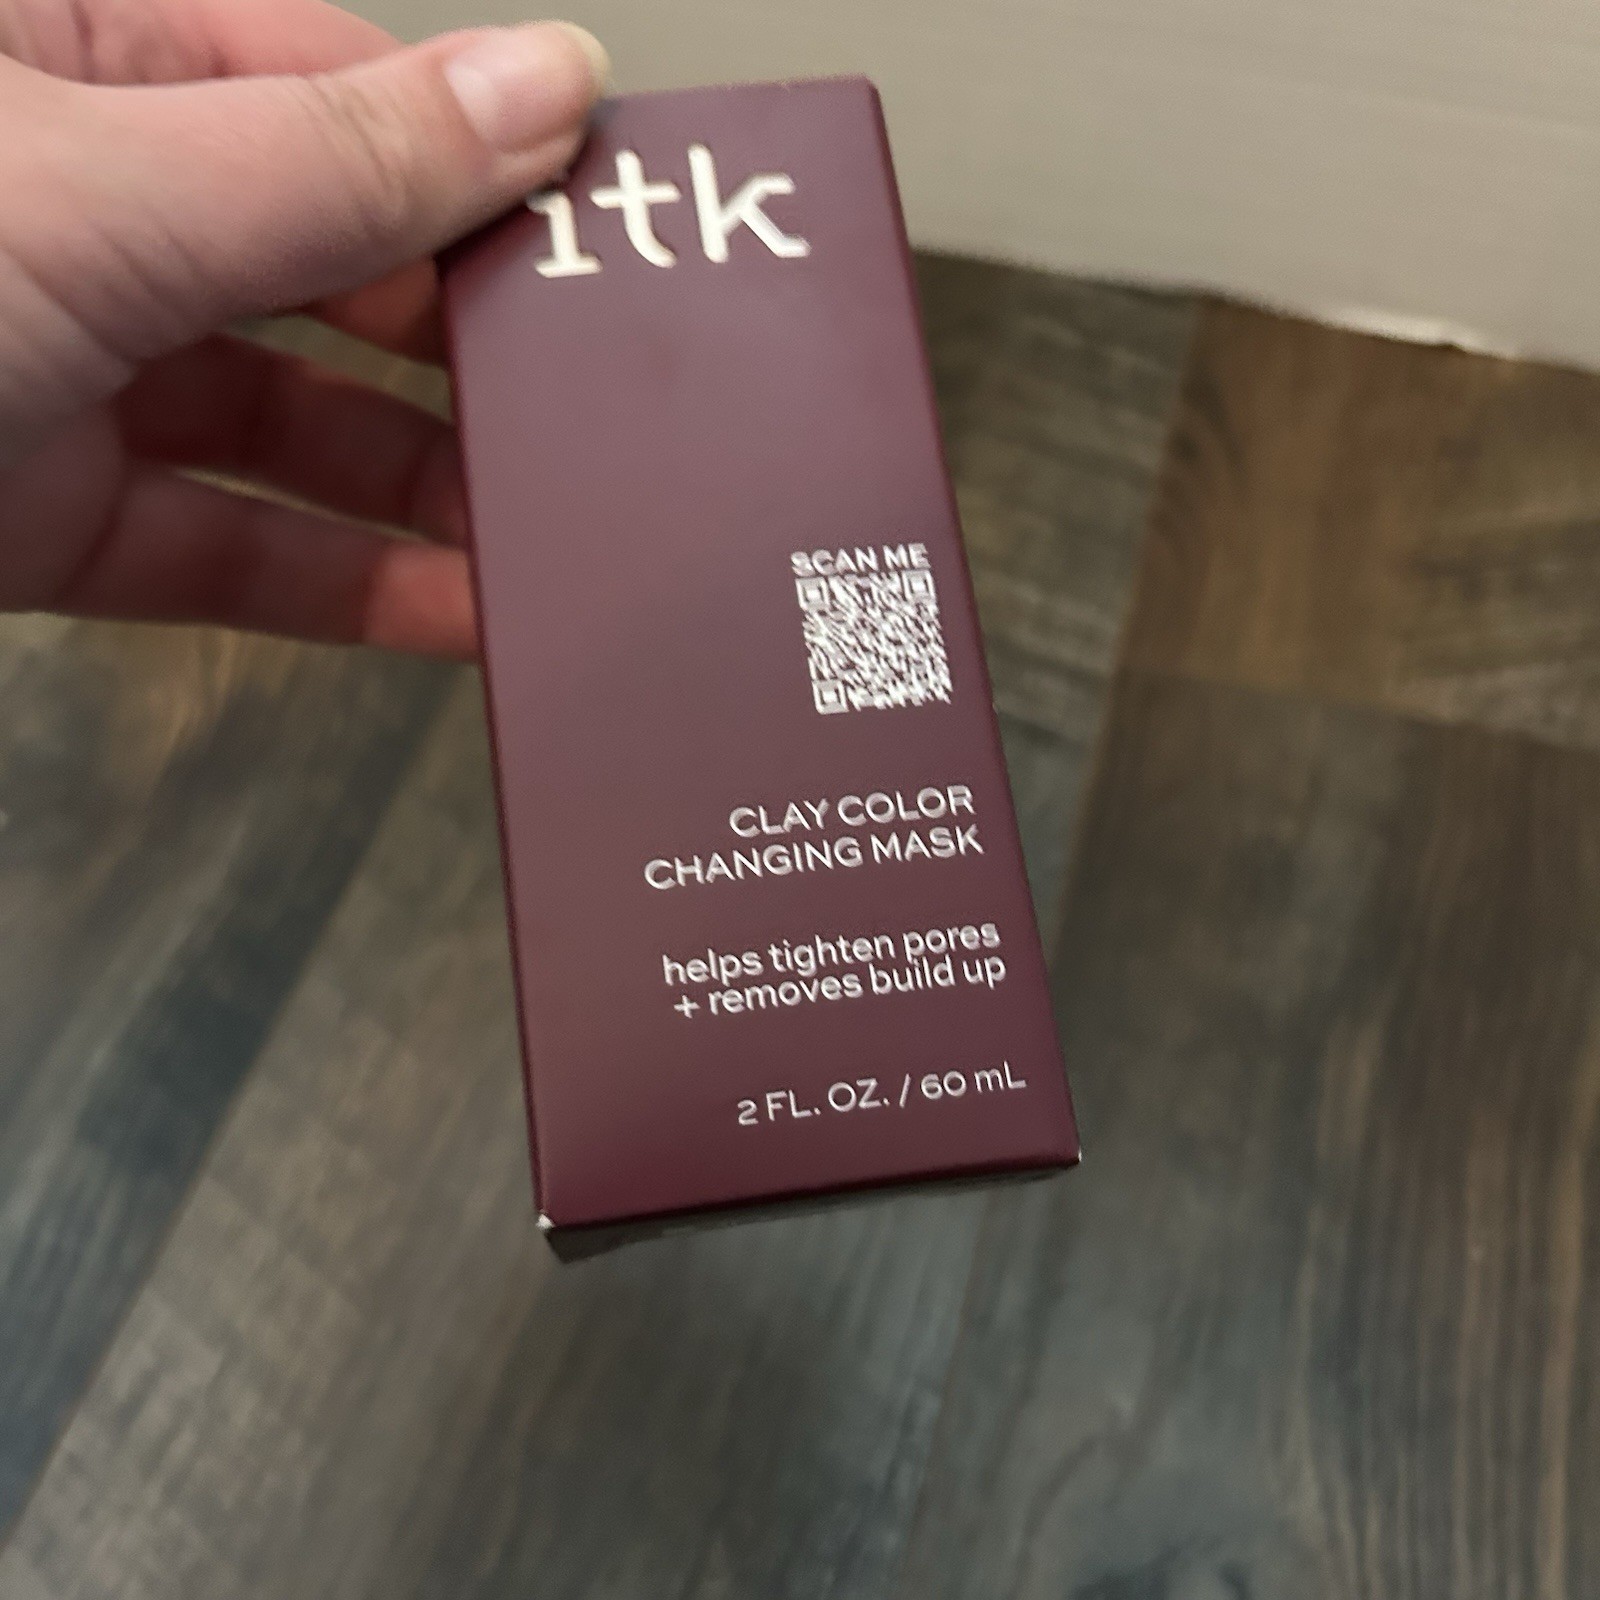 itk
SCAN ME
CLAY COLOR
CHANGING MASK
helps tighten pores
+ removes build up
2 FL. OZ. / 60 mL